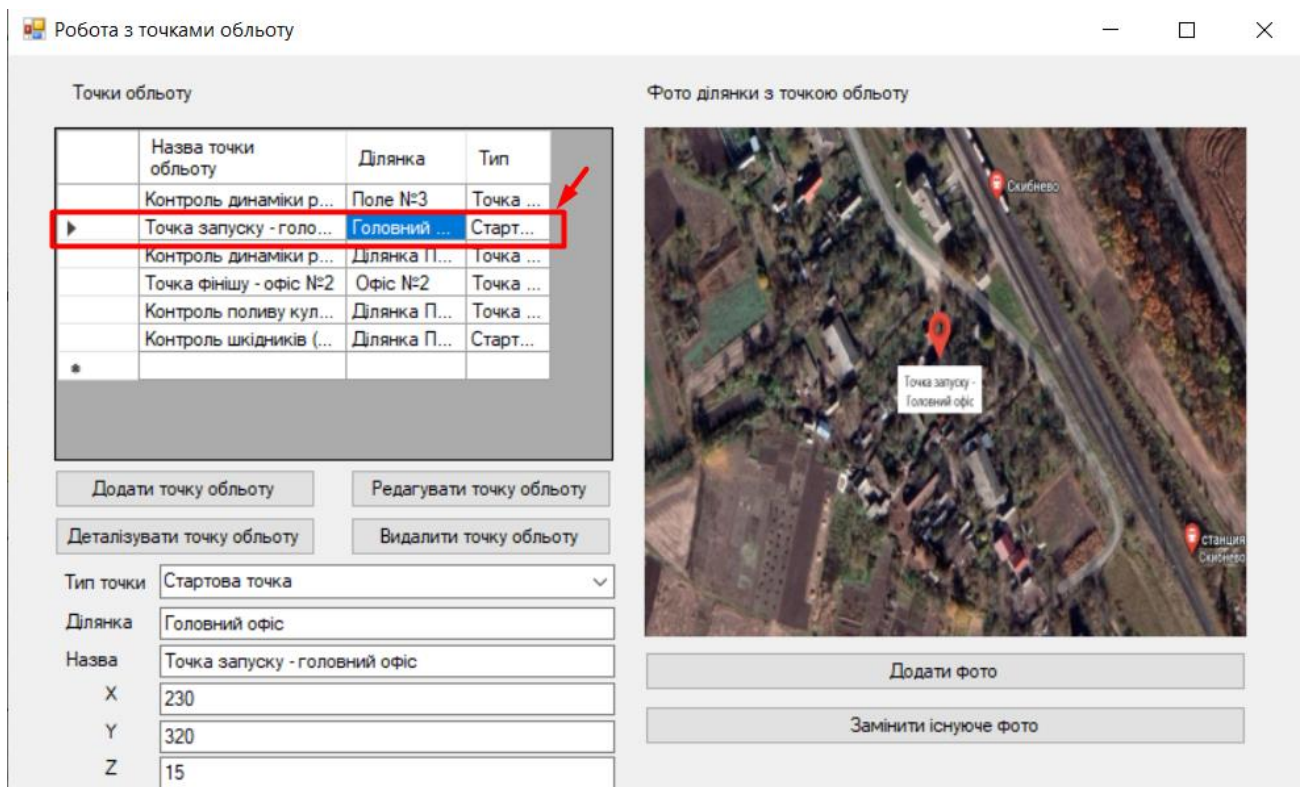 Робота з точками обльоту
Точки обльоту
Назва точки
обльоту
Ділянка
Тип
Контроль динаміки р... Поле №3 Точка ...
Точка запуску - голо... Головний ... Старт...
Контроль динаміки р... Ділянка П... Точка ...
Точка фінішу - офіс №2 Офіс №2 Точка ...
Контроль поливу кул... Ділянка П... Точка ...
Контроль шкідників (... Ділянка П... Старт...
Додати точку обльоту Редагувати точку обльоту
Деталізувати точку обльоту Видалити точку обльоту
Тип точки Стартова точка
Ділянка Головний офіс
Назва Точка запуску - головний офіс
X 230
Y 320
Z 15
Фото ділянки з точкою обльоту
Скибнево
Точка запуску -
Головний офіс
станция
Скибнево
Додати фото
Замінити існуюче фото